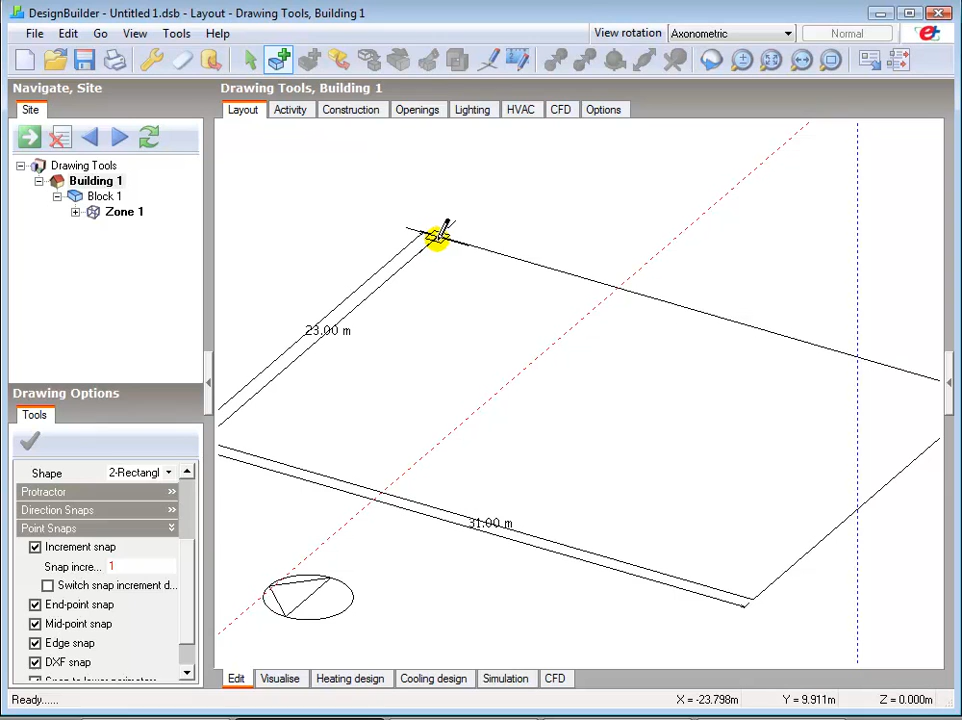 DesignBuilder - Untitled 1.dsb - Layout - Drawing Tools, Building 1
File Edit Go View Tools Help View rotation Axonometric Normal
Navigate, Site
Site
Drawing Tools
Building 1
Block 1
Zone 1
Drawing Tools, Building 1
Layout Activity Construction Openings Lighting HVAC CFD Options
23.00 m
31.00 m
Drawing Options
Tools
Shape 2-Rectangl
Protractor
Direction Snaps
Point Snaps
Increment snap
Snap incre... 1
Switch snap increment d...
End-point snap
Mid-point snap
Edge snap
DXF snap
Edit Visualise Heating design Cooling design Simulation CFD
Ready...... X = -23.798m Y = 9.911m Z = 0.000m